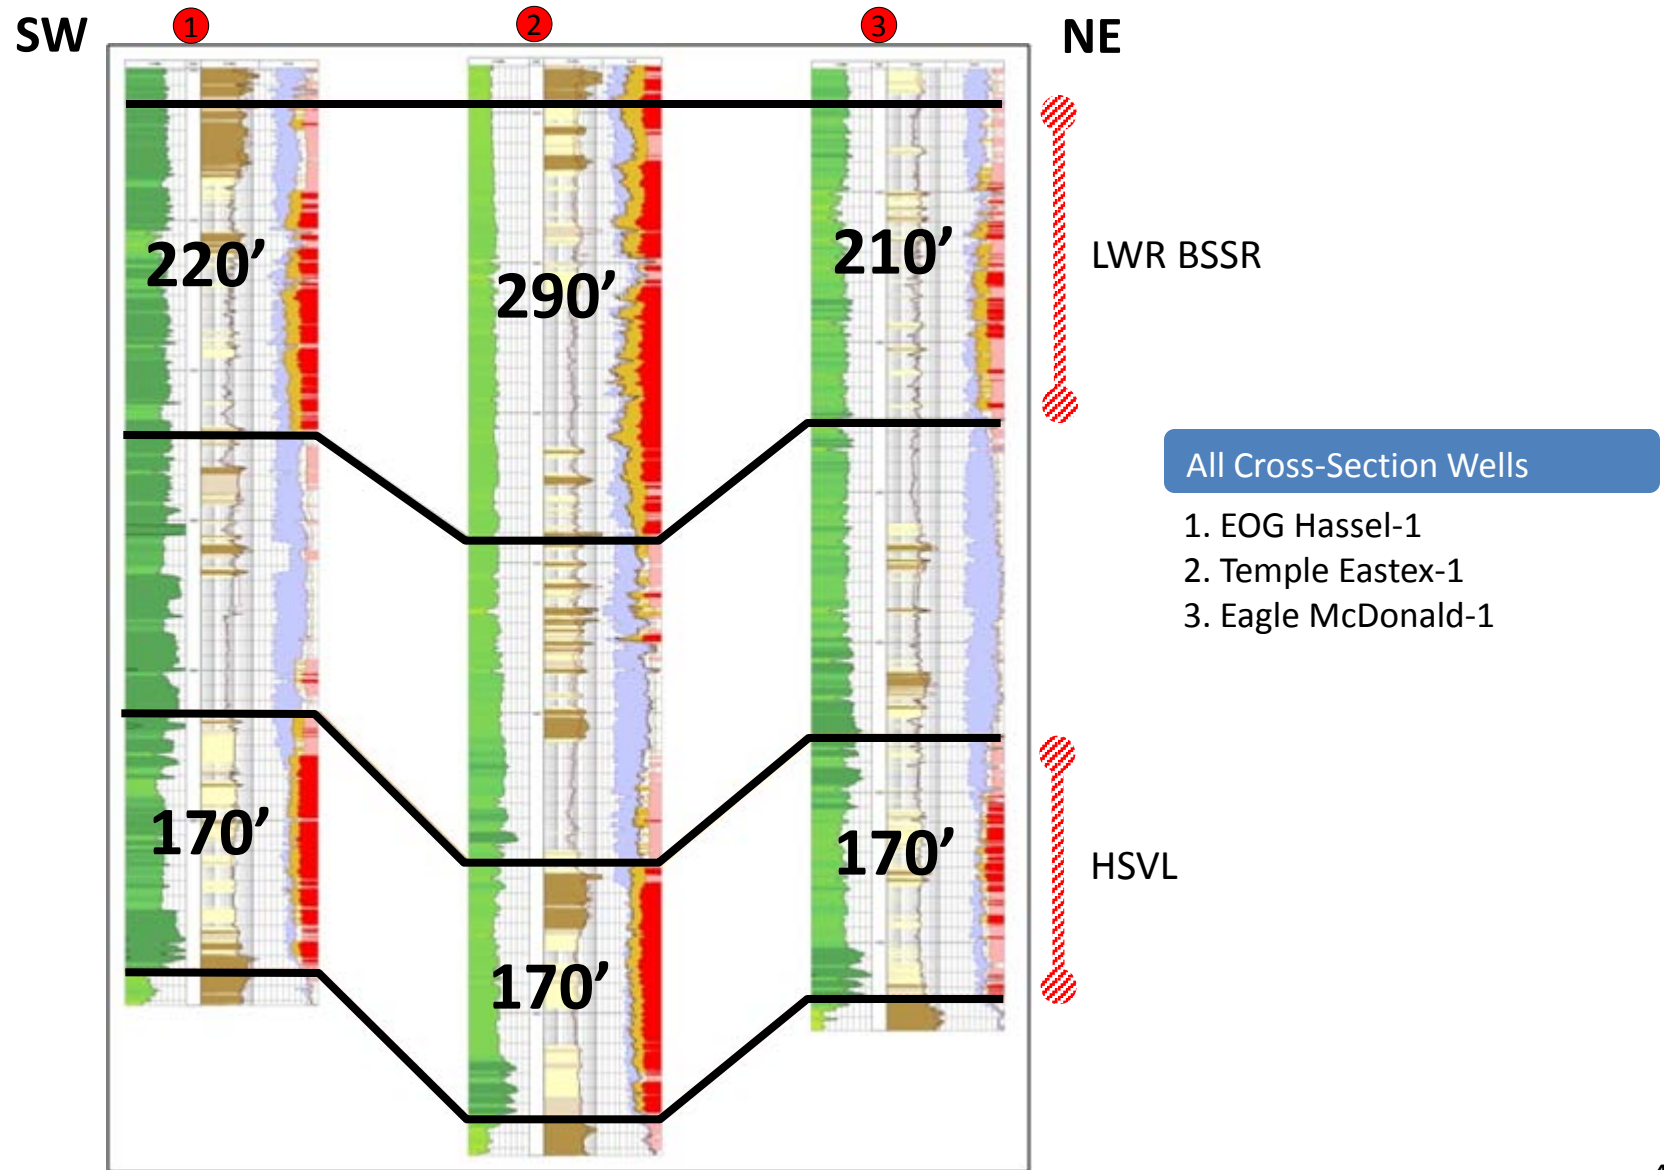 SW
1
2
3
NE
220’
290’
210’
LWR BSSR
All Cross-Section Wells
1. EOG Hassel-1
2. Temple Eastex-1
3. Eagle McDonald-1
170’
170’
170’
HSVL